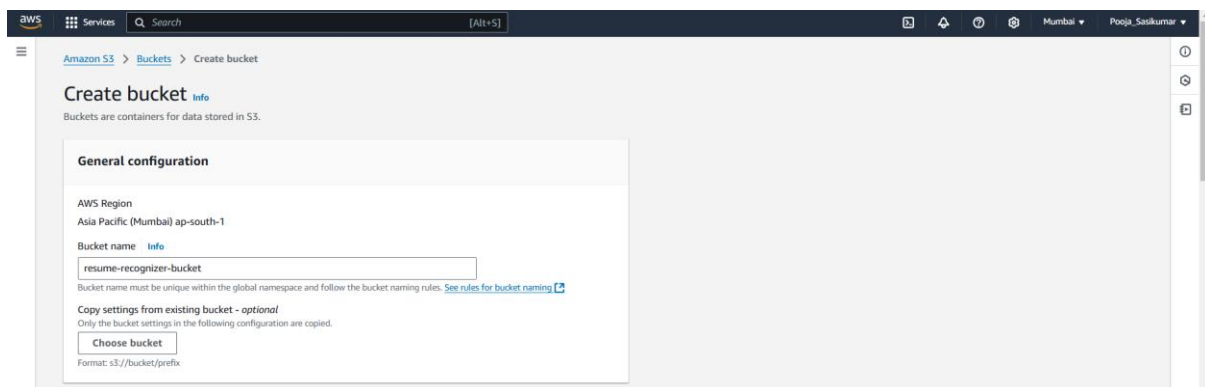 aws Services Search [Alt+S] Mumbai Pooja_Sasikumar
Amazon S3 > Buckets > Create bucket
Create bucket Info
Buckets are containers for data stored in S3.
General configuration
AWS Region
Asia Pacific (Mumbai) ap-south-1
Bucket name Info
resume-recognizer-bucket
Bucket name must be unique within the global namespace and follow the bucket naming rules. See rules for bucket naming
Copy settings from existing bucket - optional
Only the bucket settings in the following configuration are copied.
Choose bucket
Format: s3://bucket/prefix